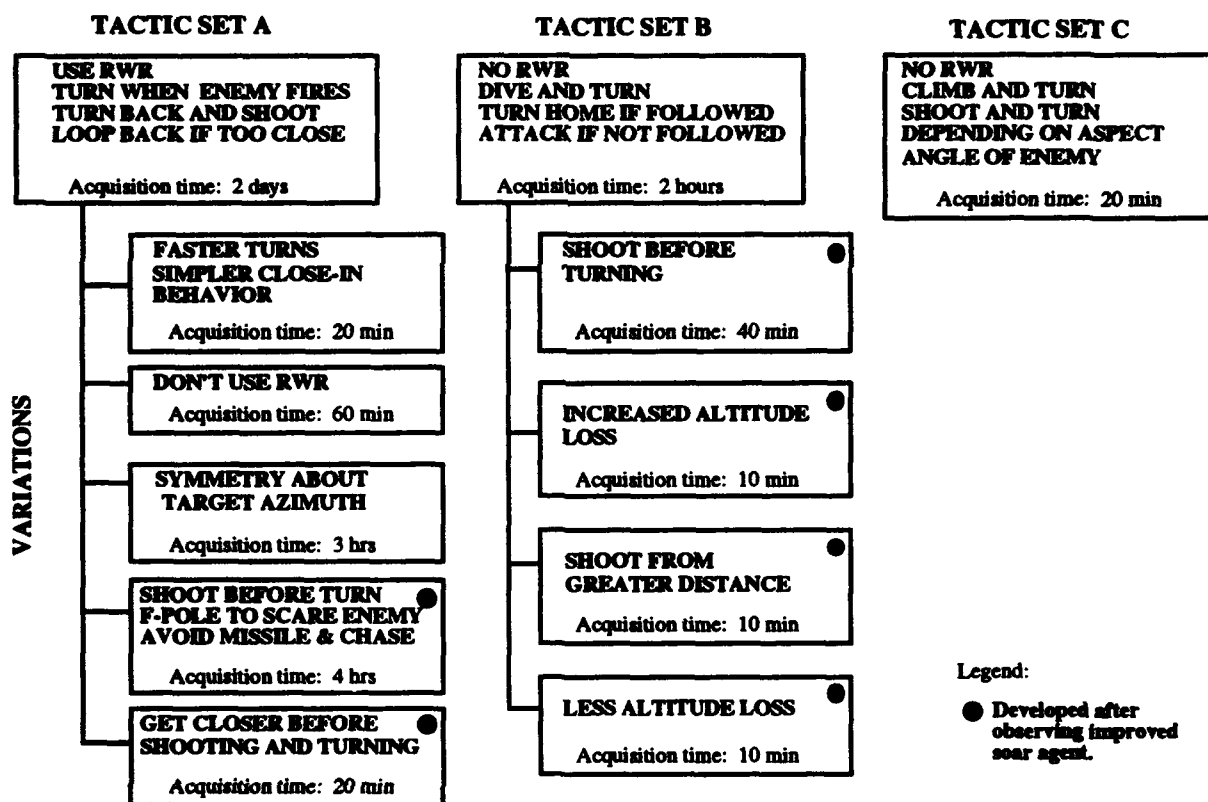 TACTIC SET A
USE RWR
TURN WHEN ENEMY FIRES
TURN BACK AND SHOOT
LOOP BACK IF TOO CLOSE
Acquisition time: 2 days
VARIATIONS
FASTER TURNS
SIMPLER CLOSE-IN
BEHAVIOR
Acquisition time: 20 min
DON'T USE RWR
Acquisition time: 60 min
SYMMETRY ABOUT
TARGET AZIMUTH
Acquisition time: 3 hrs
SHOOT BEFORE TURN
F-POLE TO SCARE ENEMY
AVOID MISSILE & CHASE
Acquisition time: 4 hrs
GET CLOSER BEFORE
SHOOTING AND TURNING
Acquisition time: 20 min
TACTIC SET B
NO RWR
DIVE AND TURN
TURN HOME IF FOLLOWED
ATTACK IF NOT FOLLOWED
Acquisition time: 2 hours
SHOOT BEFORE
TURNING
Acquisition time: 40 min
INCREASED ALTITUDE
LOSS
Acquisition time: 10 min
SHOOT FROM
GREATER DISTANCE
Acquisition time: 10 min
LESS ALTITUDE LOSS
Acquisition time: 10 min
TACTIC SET C
NO RWR
CLIMB AND TURN
SHOOT AND TURN
DEPENDING ON ASPECT
ANGLE OF ENEMY
Acquisition time: 20 min
Legend:
Developed after
observing improved
soar agent.